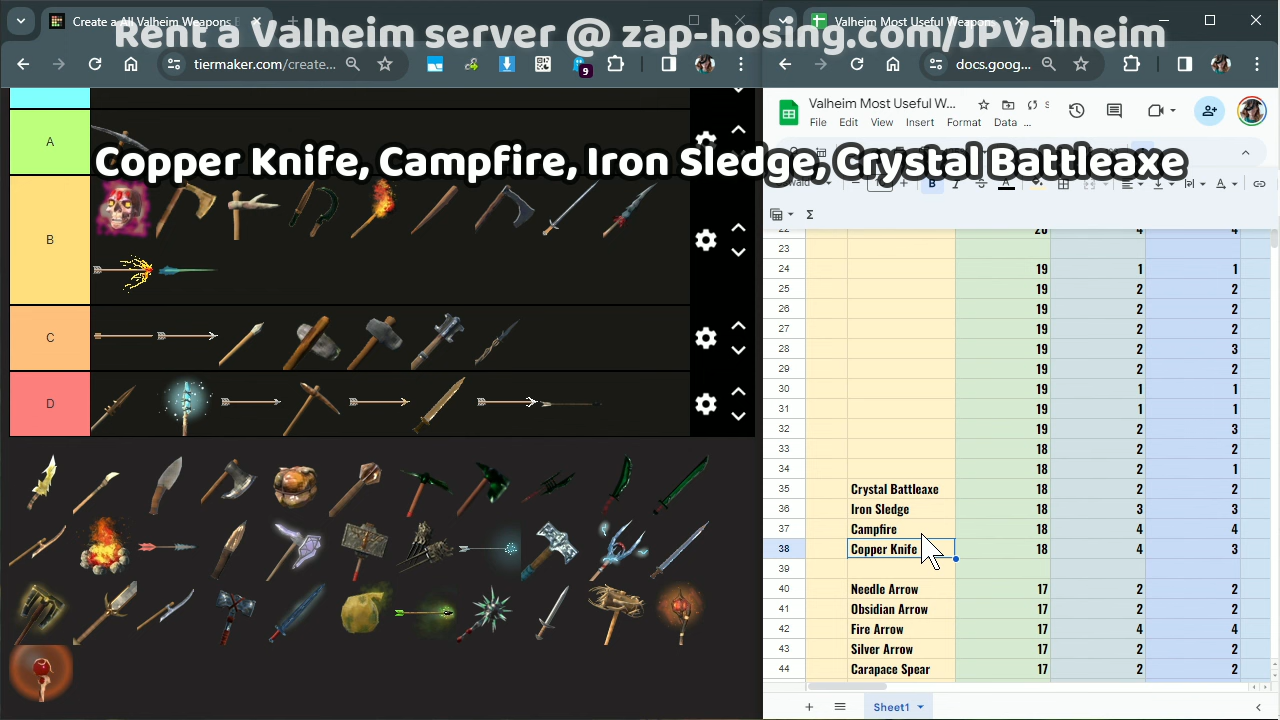 Create a All Valheim Weapons
Valheim Most Useful Weapons
Rent a Valheim server @ zap-hosing.com/JPValheim
tiermaker.com/create...
9
docs.goog...
Valheim Most Useful W...
File Edit View Insert Format Data ...
A
Copper Knife, Campfire, Iron Sledge, Crystal Battleaxe
B
C
D
23
24 19 1 1
25 19 2 2
26 19 2 2
27 19 2 2
28 19 2 3
29 19 2 2
30 19 1 1
31 19 1 1
32 19 2 3
33 18 2 2
34 18 2 1
35 Crystal Battleaxe 18 2 2
36 Iron Sledge 18 3 3
37 Campfire 18 4 4
38 Copper Knife 18 4 3
39
40 Needle Arrow 17 2 2
41 Obsidian Arrow 17 2 2
42 Fire Arrow 17 4 4
43 Silver Arrow 17 2 2
44 Carapace Spear 17 2 2
Sheet1